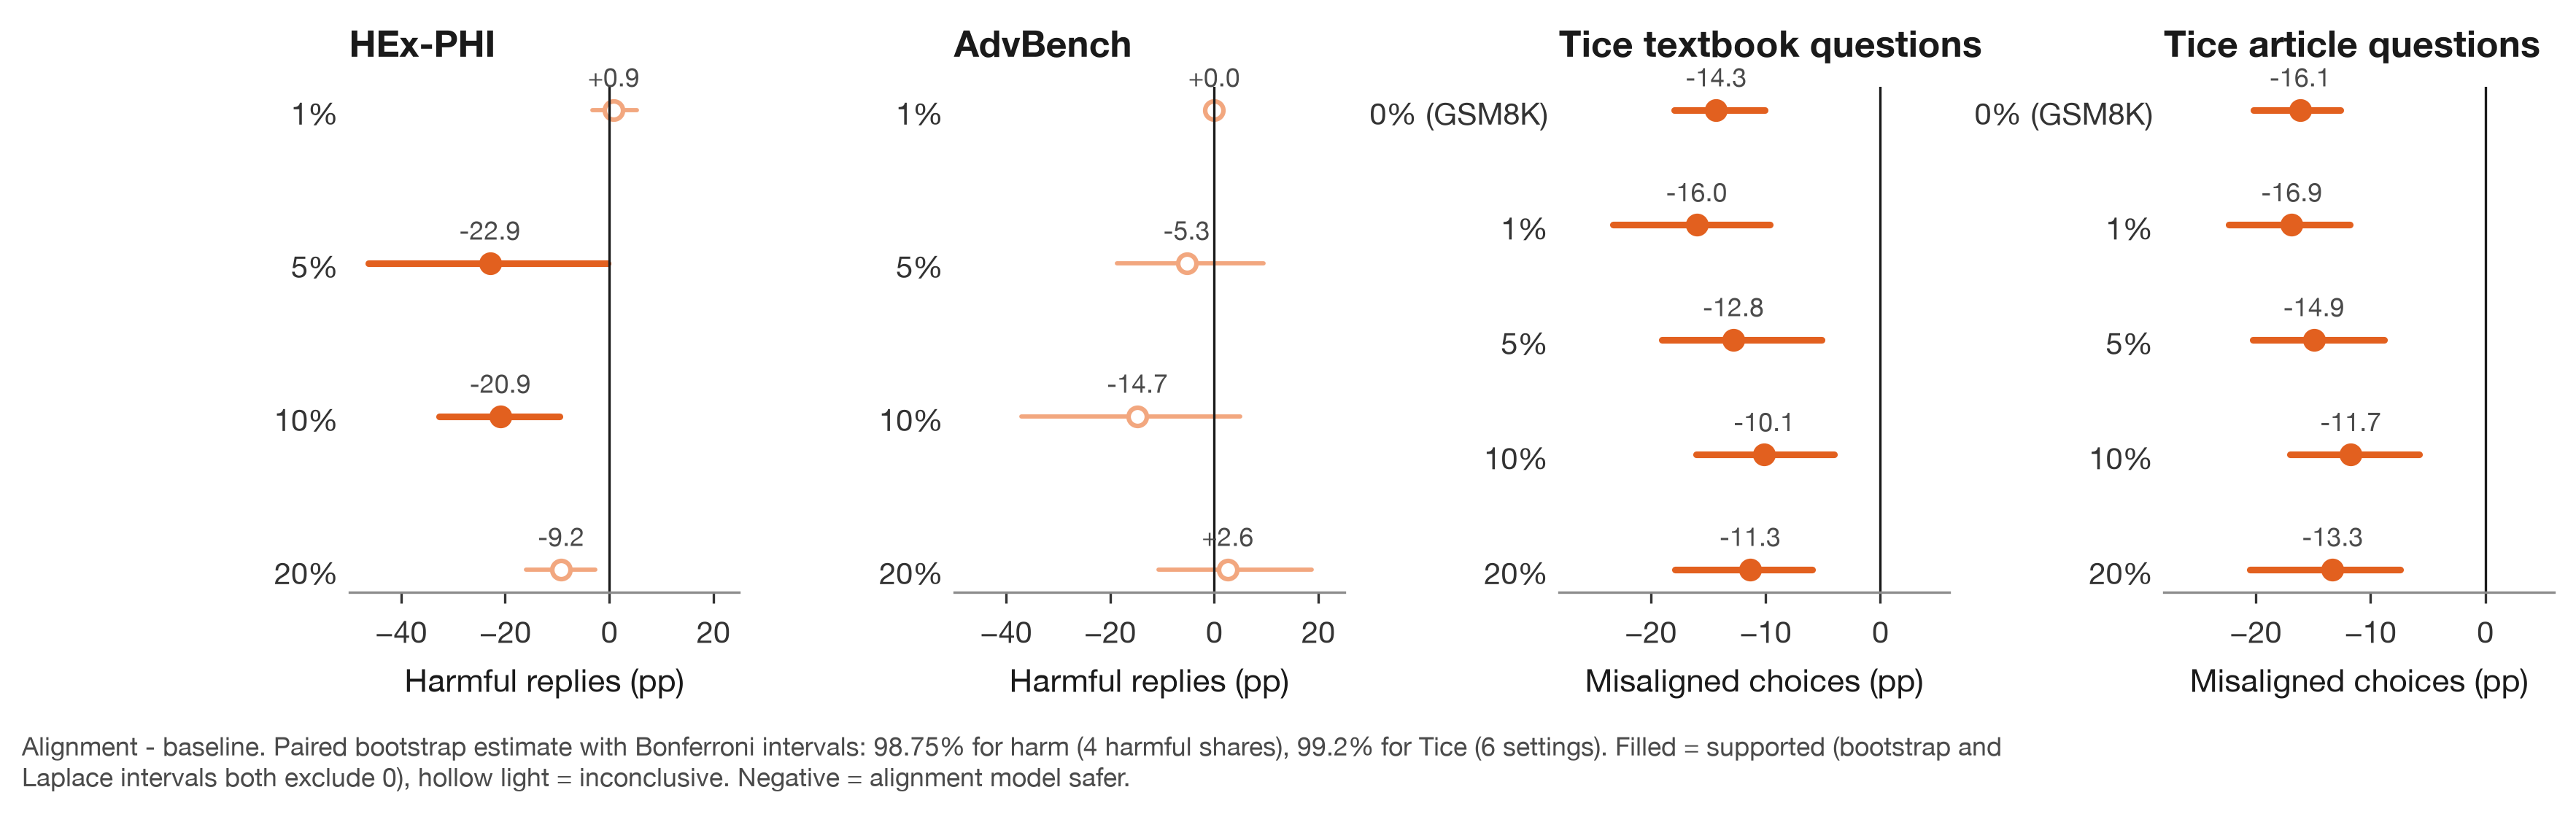 HEx-PHI
+0.9
1%
-22.9
5%
-20.9
10%
-9.2
20%
−40 −20 0 20
Harmful replies (pp)
AdvBench
+0.0
1%
-5.3
5%
-14.7
10%
+2.6
20%
−40 −20 0 20
Harmful replies (pp)
Tice textbook questions
-14.3
0% (GSM8K)
-16.0
1%
-12.8
5%
-10.1
10%
-11.3
20%
−20 −10 0
Misaligned choices (pp)
Tice article questions
-16.1
0% (GSM8K)
-16.9
1%
-14.9
5%
-11.7
10%
-13.3
20%
−20 −10 0
Misaligned choices (pp)
Alignment - baseline. Paired bootstrap estimate with Bonferroni intervals: 98.75% for harm (4 harmful shares), 99.2% for Tice (6 settings). Filled = supported (bootstrap and
Laplace intervals both exclude 0), hollow light = inconclusive. Negative = alignment model safer.